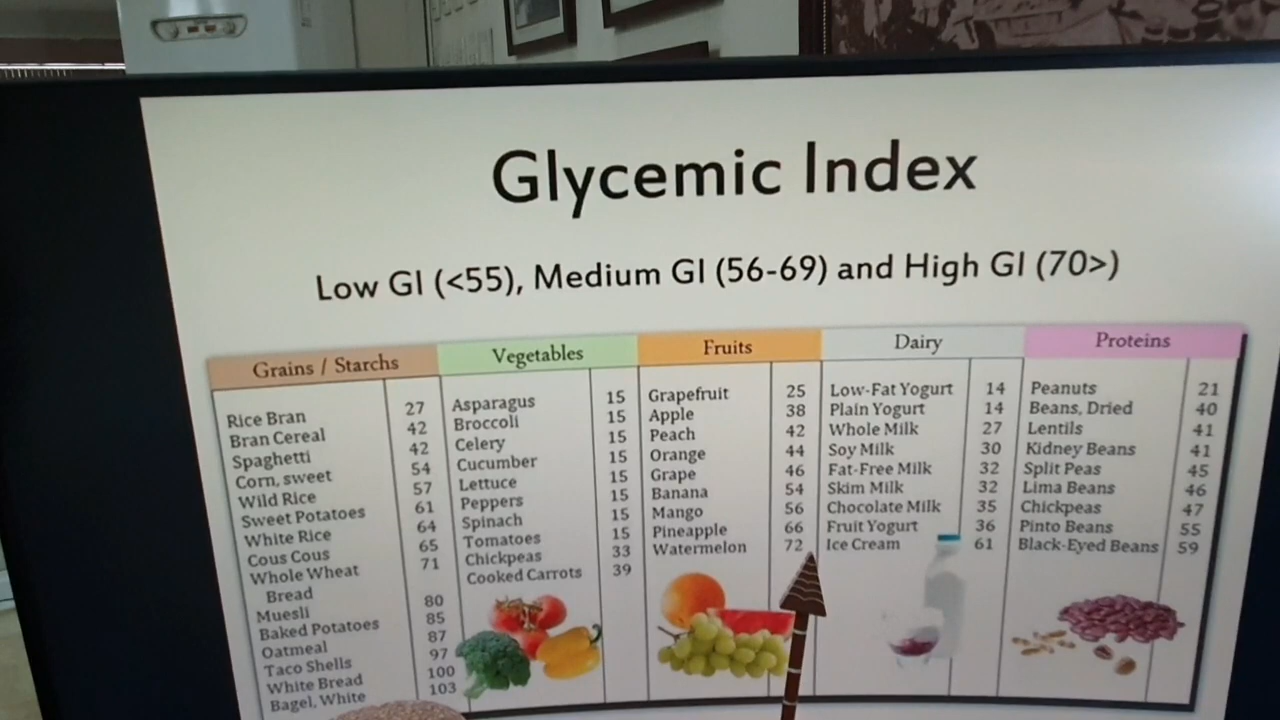 Glycemic Index
Low GI (<55), Medium GI (56-69) and High GI (70>)
Grains / Starchs
Rice Bran 27
Bran Cereal 42
Spaghetti 42
Corn, sweet 54
Wild Rice 57
Sweet Potatoes 61
White Rice 64
Cous Cous 65
Whole Wheat 71
Bread
Muesli 80
Baked Potatoes 85
Oatmeal 87
Taco Shells 97
White Bread 100
Bagel, White 103
Vegetables
Asparagus 15
Broccoli 15
Celery 15
Cucumber 15
Lettuce 15
Peppers 15
Spinach 15
Tomatoes 15
Chickpeas 33
Cooked Carrots 39
Fruits
Grapefruit 25
Apple 38
Peach 42
Orange 44
Grape 46
Banana 54
Mango 56
Pineapple 66
Watermelon 72
Dairy
Low-Fat Yogurt 14
Plain Yogurt 14
Whole Milk 27
Soy Milk 30
Fat-Free Milk 32
Skim Milk 32
Chocolate Milk 35
Fruit Yogurt 36
Ice Cream 61
Proteins
Peanuts 21
Beans, Dried 40
Lentils 41
Kidney Beans 41
Split Peas 45
Lima Beans 46
Chickpeas 47
Pinto Beans 55
Black-Eyed Beans 59